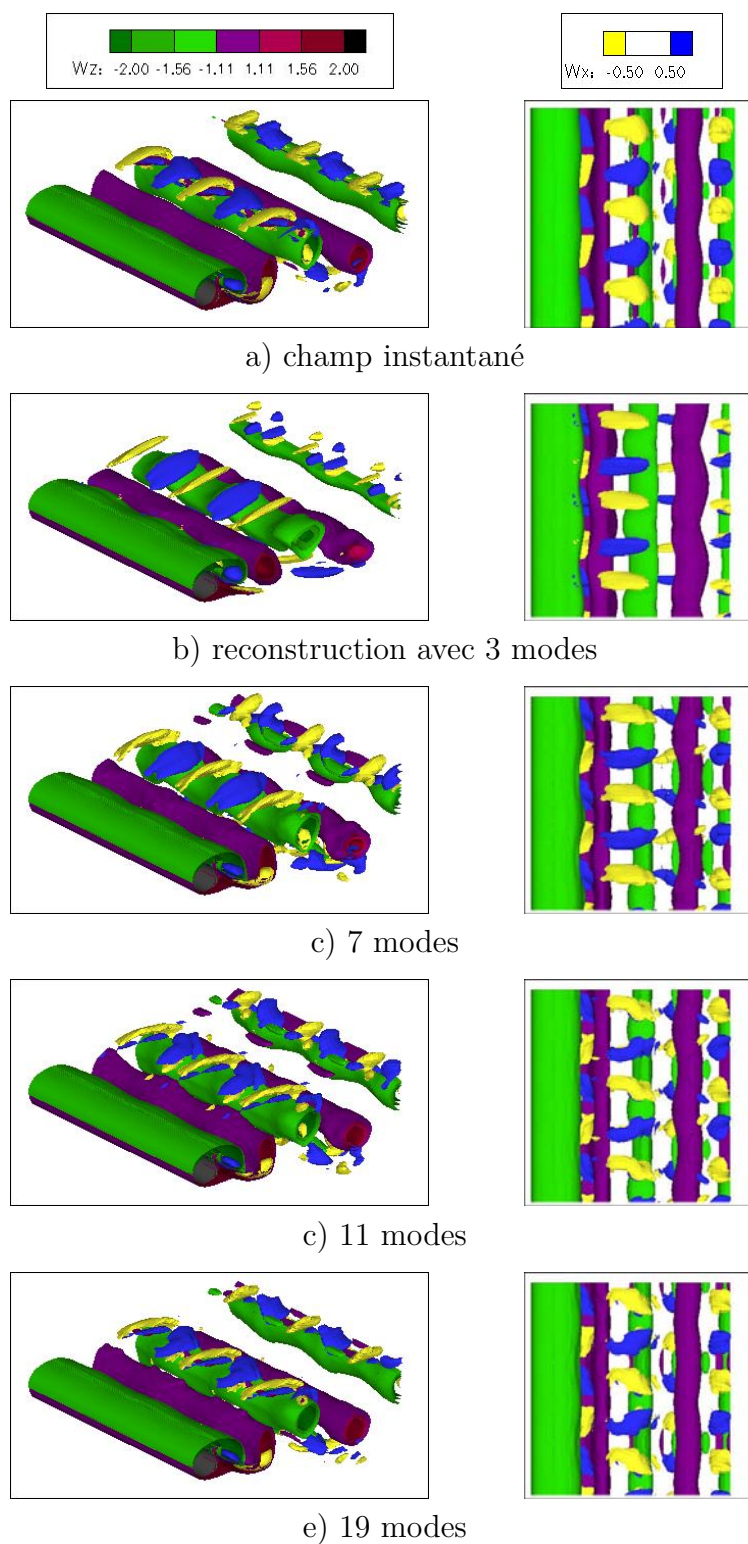 Wz: -2.00 -1.56 -1.11 1.11 1.56 2.00
Wx: -0.50 0.50
a) champ instantané
b) reconstruction avec 3 modes
c) 7 modes
c) 11 modes
e) 19 modes